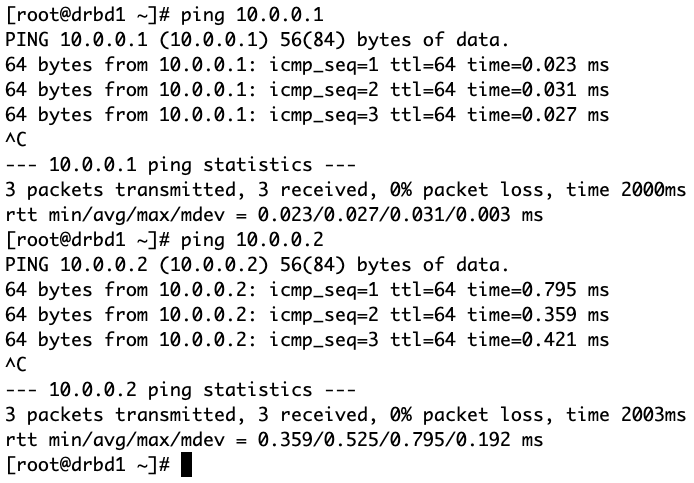 [root@drbd1 ~]# ping 10.0.0.1
PING 10.0.0.1 (10.0.0.1) 56(84) bytes of data.
64 bytes from 10.0.0.1: icmp_seq=1 ttl=64 time=0.023 ms
64 bytes from 10.0.0.1: icmp_seq=2 ttl=64 time=0.031 ms
64 bytes from 10.0.0.1: icmp_seq=3 ttl=64 time=0.027 ms
^C
--- 10.0.0.1 ping statistics ---
3 packets transmitted, 3 received, 0% packet loss, time 2000ms
rtt min/avg/max/mdev = 0.023/0.027/0.031/0.003 ms
[root@drbd1 ~]# ping 10.0.0.2
PING 10.0.0.2 (10.0.0.2) 56(84) bytes of data.
64 bytes from 10.0.0.2: icmp_seq=1 ttl=64 time=0.795 ms
64 bytes from 10.0.0.2: icmp_seq=2 ttl=64 time=0.359 ms
64 bytes from 10.0.0.2: icmp_seq=3 ttl=64 time=0.421 ms
^C
--- 10.0.0.2 ping statistics ---
3 packets transmitted, 3 received, 0% packet loss, time 2003ms
rtt min/avg/max/mdev = 0.359/0.525/0.795/0.192 ms
[root@drbd1 ~]#